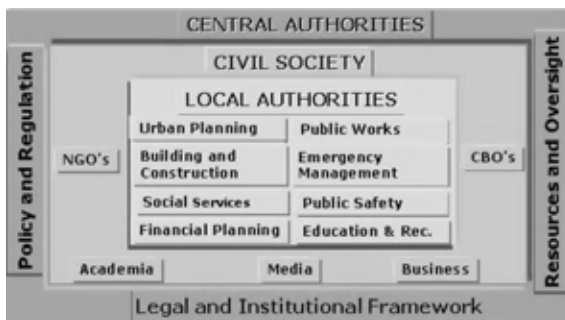 CENTRAL AUTHORITIES
Policy and Regulation
Resources and Oversight
CIVIL SOCIETY
LOCAL AUTHORITIES
Urban Planning
Public Works
Building and
Construction
Emergency
Management
Social Services
Public Safety
Financial Planning
Education & Rec.
NGO's
CBO's
Academia
Media
Business
Legal and Institutional Framework